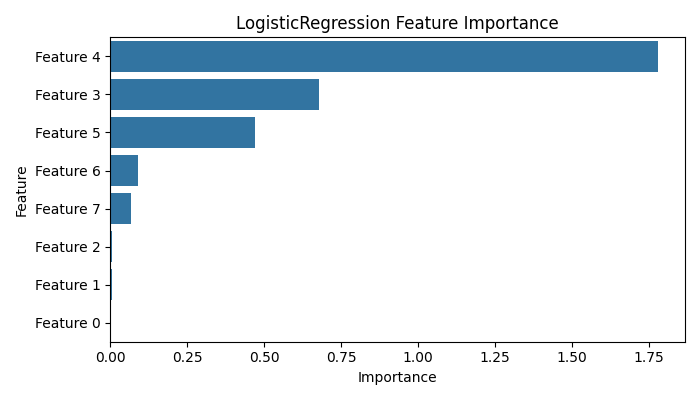 LogisticRegression Feature Importance
Feature 4
Feature 3
Feature 5
Feature 6
Feature 7
Feature 2
Feature 1
Feature 0
Feature
0.00 0.25 0.50 0.75 1.00 1.25 1.50 1.75
Importance